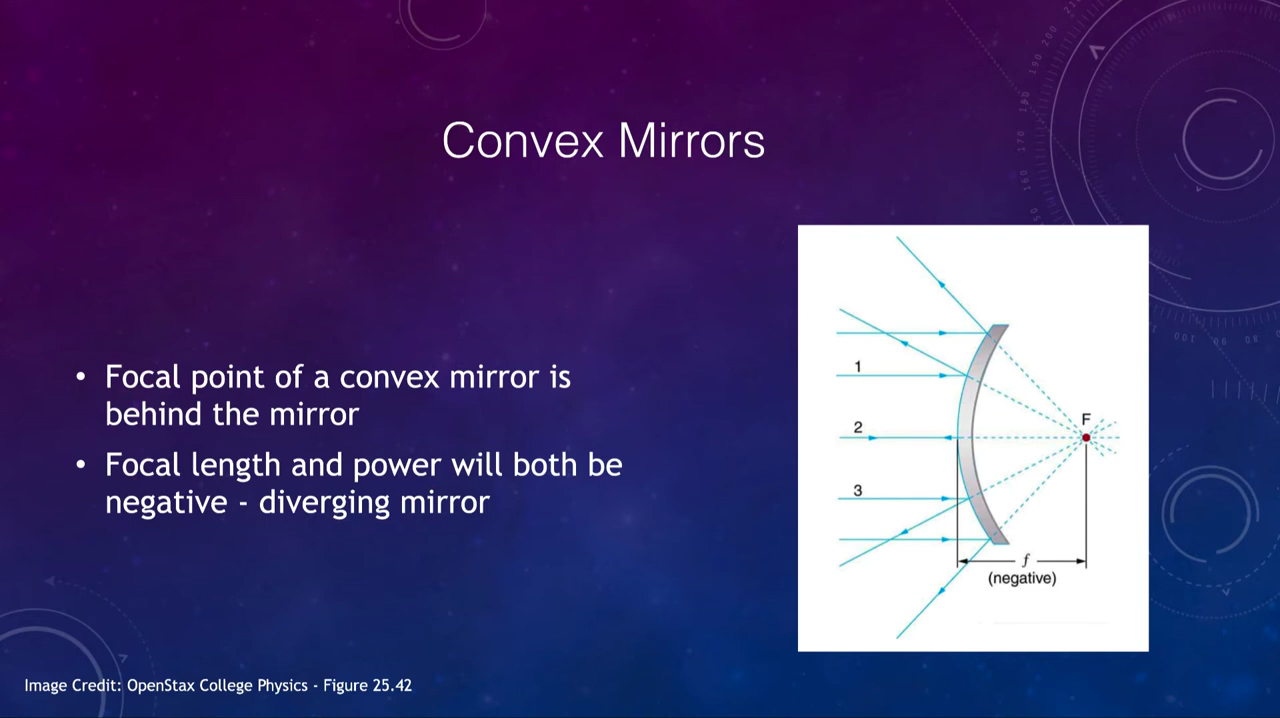 Convex Mirrors
• Focal point of a convex mirror is
behind the mirror
• Focal length and power will both be
negative - diverging mirror
1
2
3
F
f
(negative)
Image Credit: OpenStax College Physics - Figure 25.42